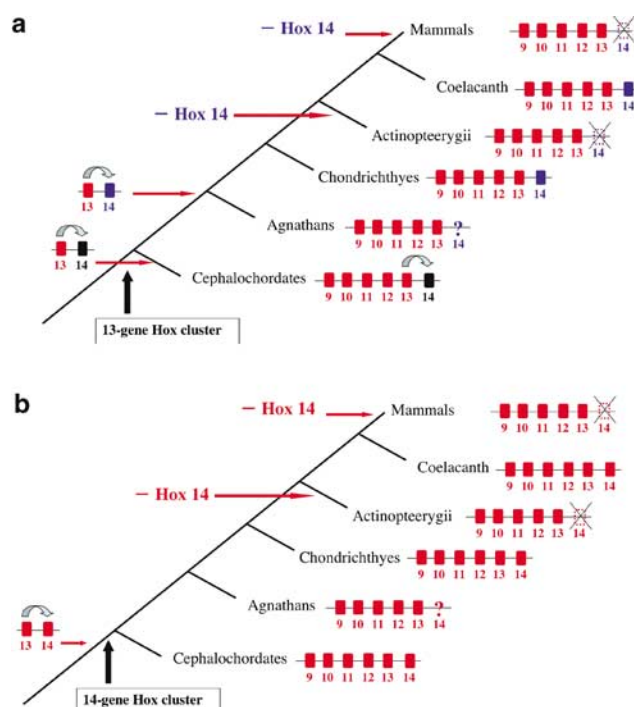 a
– Hox 14
Mammals
9 10 11 12 13 14
Coelacanth
9 10 11 12 13 14
– Hox 14
Actinopteerygii
9 10 11 12 13 14
Chondrichthyes
9 10 11 12 13 14
13 14
Agnathans
?
9 10 11 12 13 14
13 14
Cephalochordates
9 10 11 12 13 14
13-gene Hox cluster
b
– Hox 14
Mammals
9 10 11 12 13 14
Coelacanth
9 10 11 12 13 14
– Hox 14
Actinopteerygii
9 10 11 12 13 14
Chondrichthyes
9 10 11 12 13 14
Agnathans
?
9 10 11 12 13 14
13 14
Cephalochordates
9 10 11 12 13 14
14-gene Hox cluster